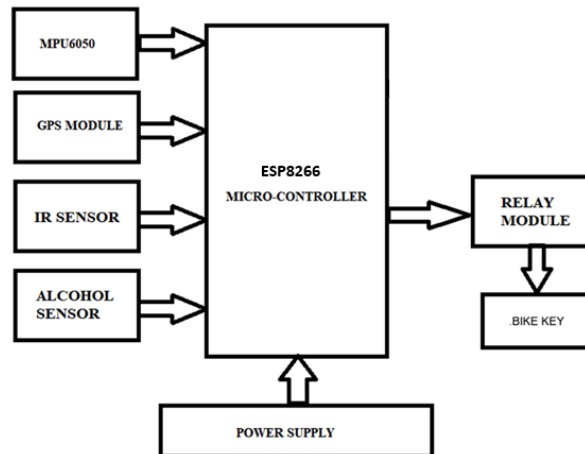 MPU6050
GPS MODULE
IR SENSOR
ALCOHOL
SENSOR
ESP8266
MICRO-CONTROLLER
RELAY
MODULE
.BIKE KEY
POWER SUPPLY